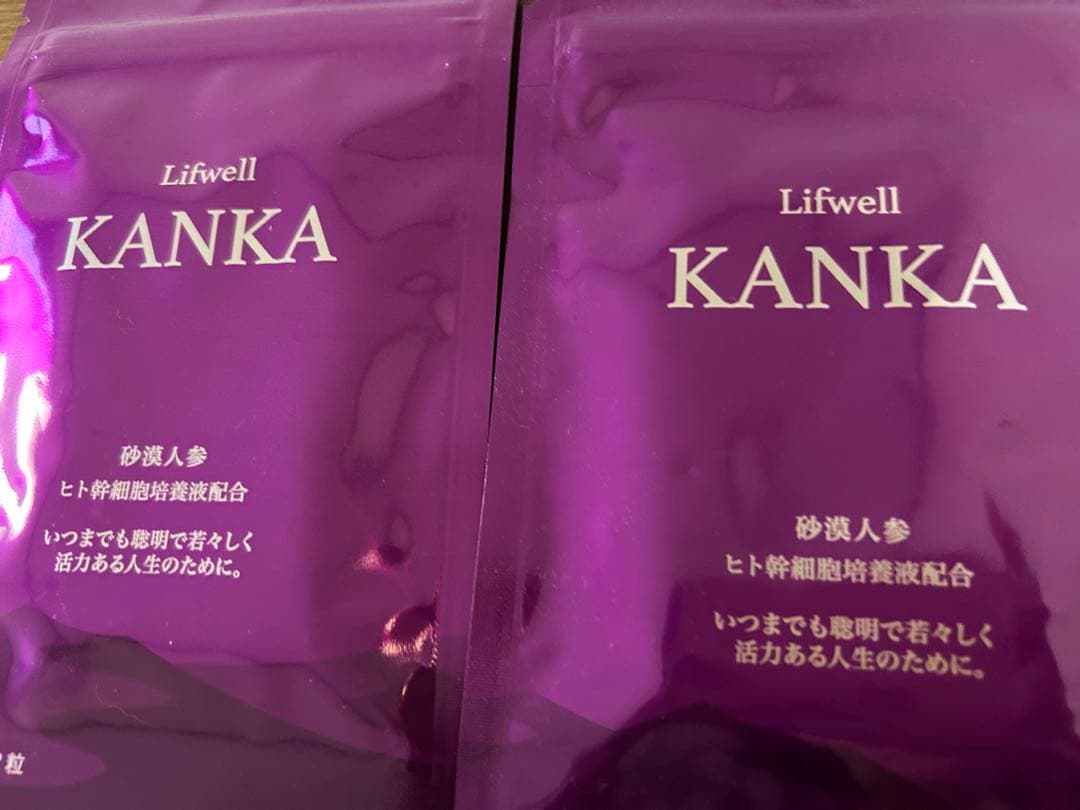 Lifwell
KANKA
砂漠人参
ヒト幹細胞培養液配合
いつまでも聡明で若々しく
活力ある人生のために。
粒
Lifwell
KANKA
砂漠人参
ヒト幹細胞培養液配合
いつまでも聡明で若々しく
活力ある人生のために。